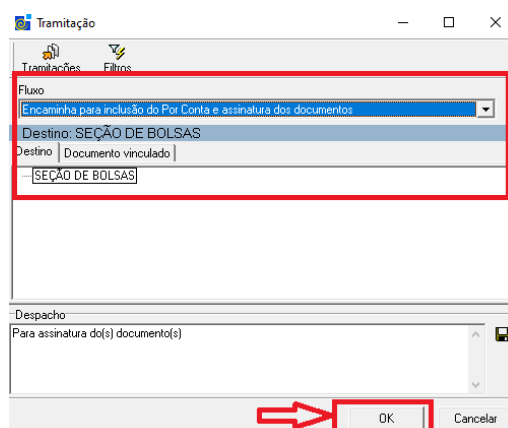 Tramitação
Tramitações Filtros
Fluxo
Encaminha para inclusão do Por Conta e assinatura dos documentos
Destino: SEÇÃO DE BOLSAS
Destino Documento vinculado
SEÇÃO DE BOLSAS
Despacho
Para assinatura do(s) documento(s)
OK Cancelar